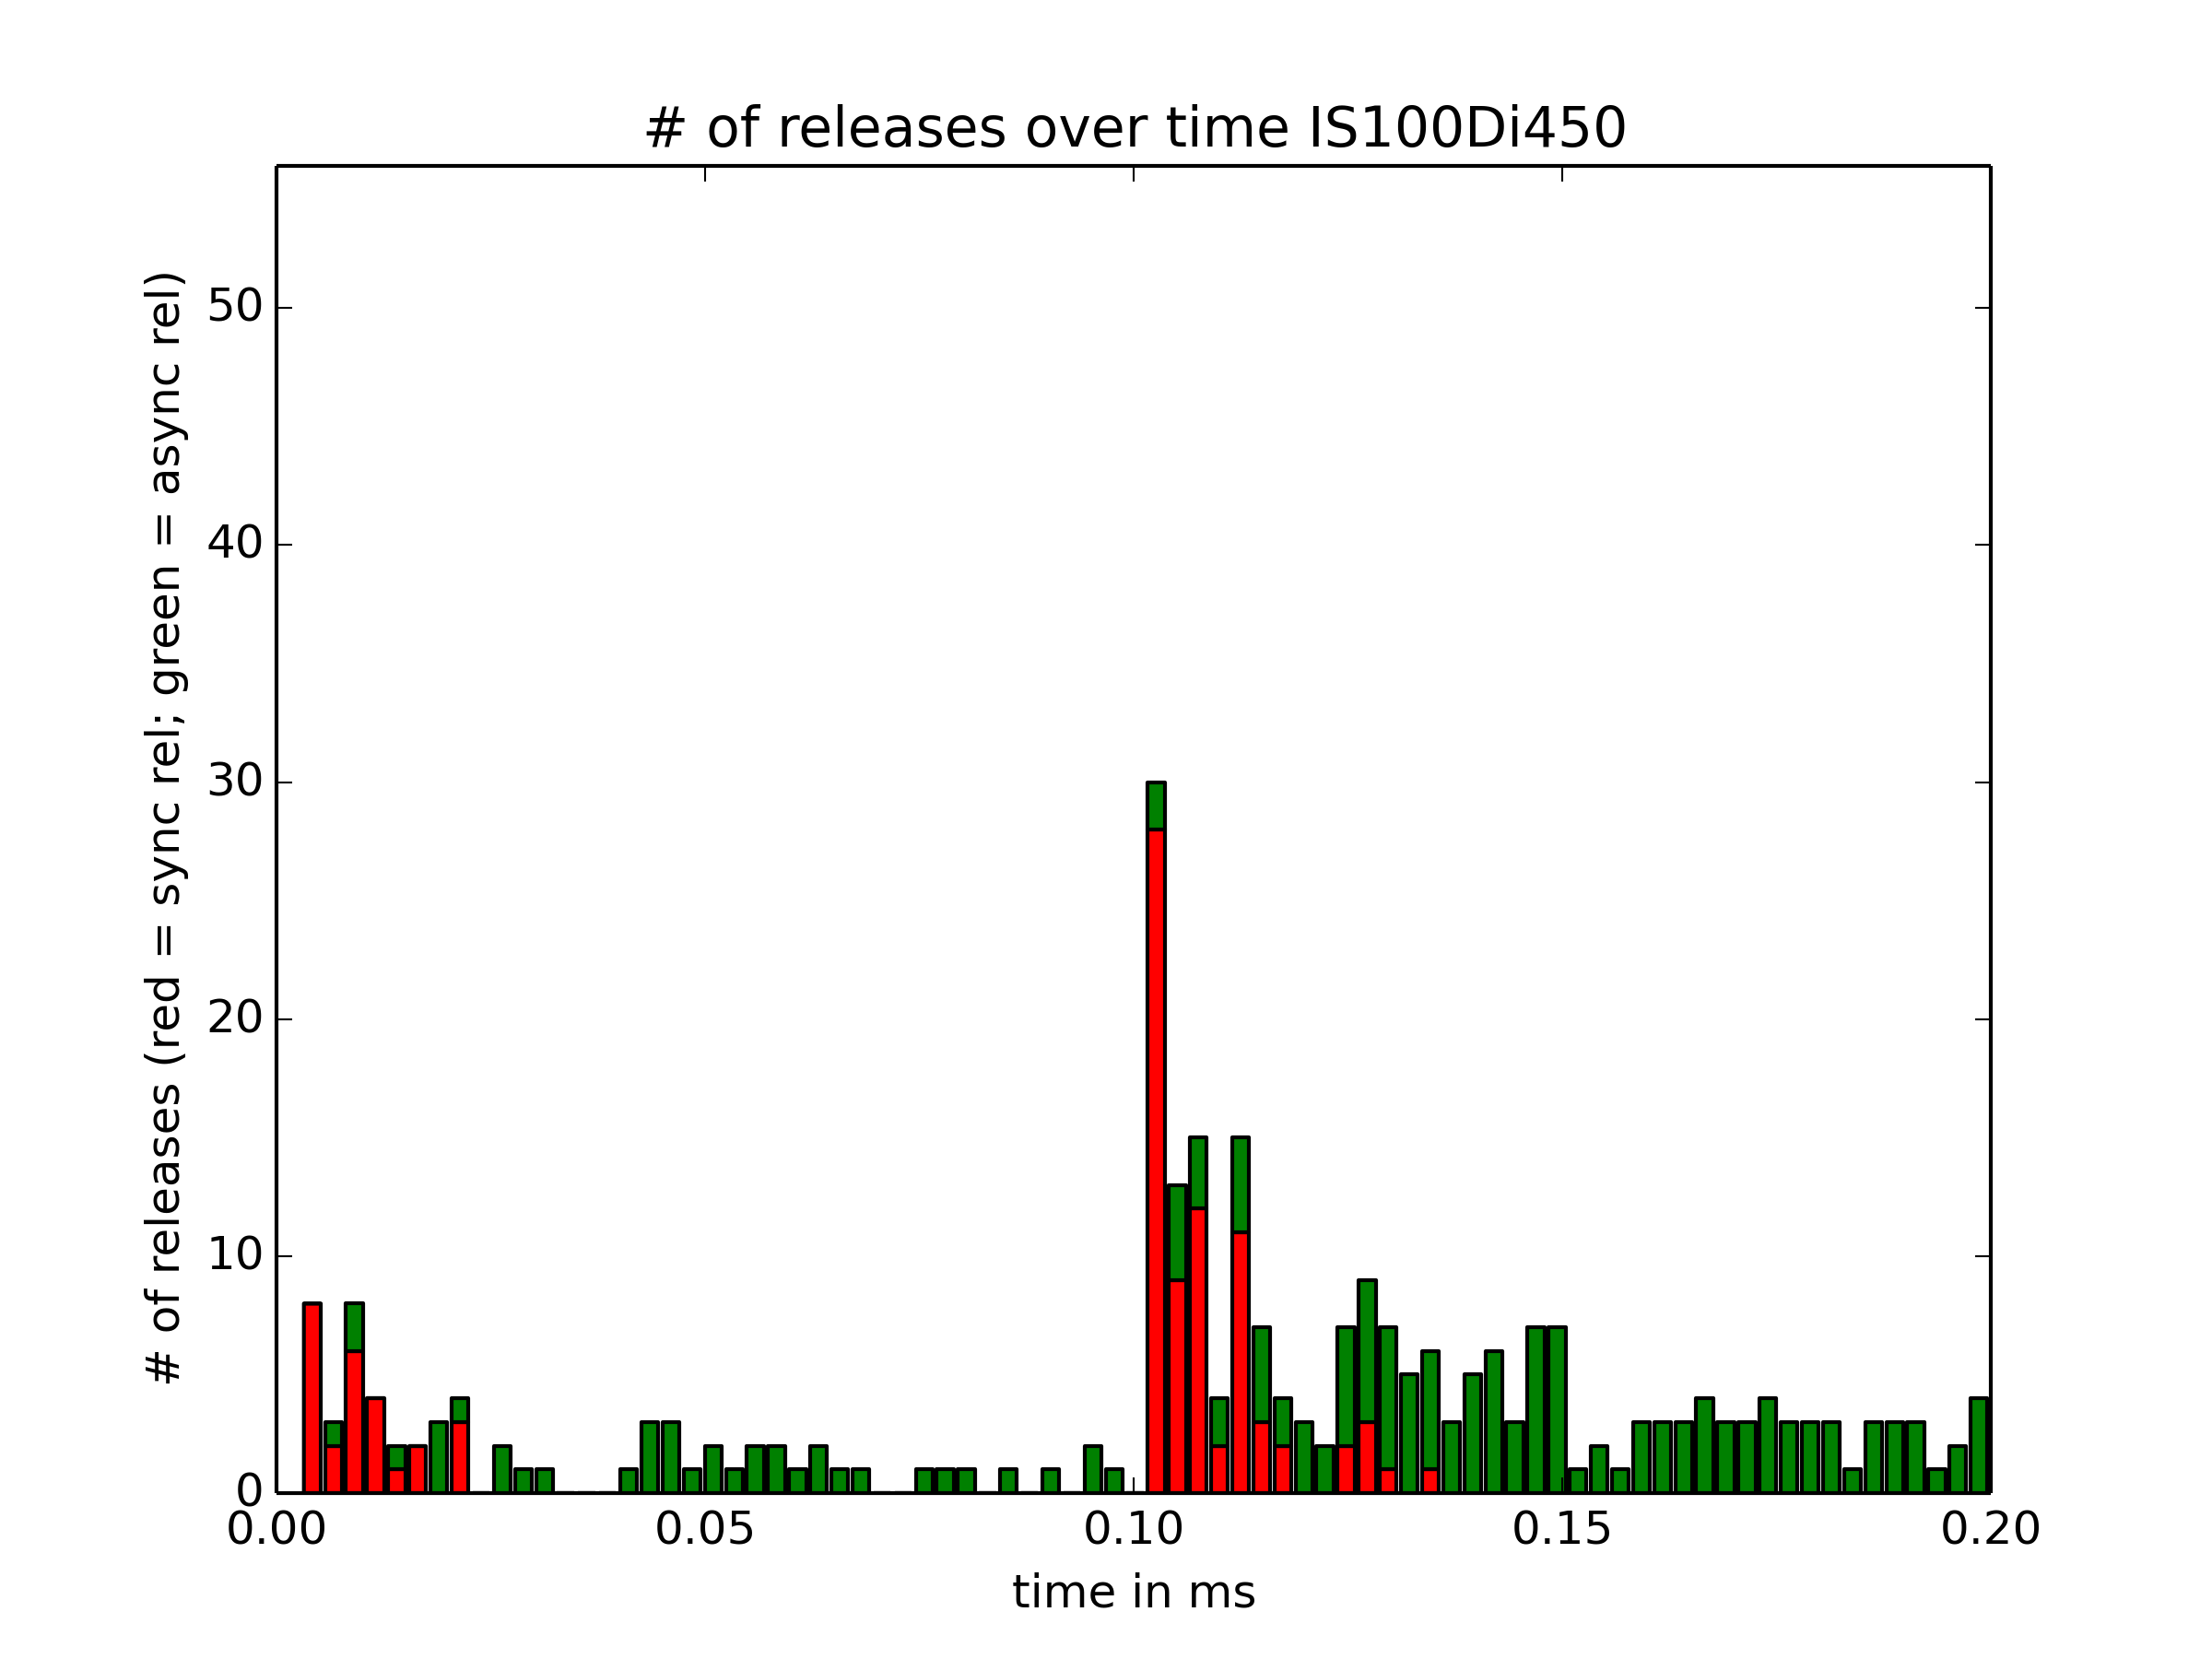 # of releases over time IS100Di450
# of releases (red = sync rel; green = async rel)
50
40
30
20
10
0
0.00 0.05 0.10 0.15 0.20
time in ms